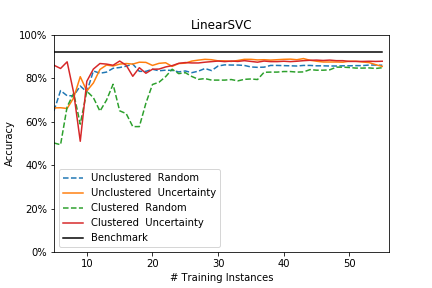 LinearSVC
100%
80%
60%
40%
20%
0%
Accuracy
Unclustered Random
Unclustered Uncertainty
Clustered Random
Clustered Uncertainty
Benchmark
10
20
30
40
50
# Training Instances